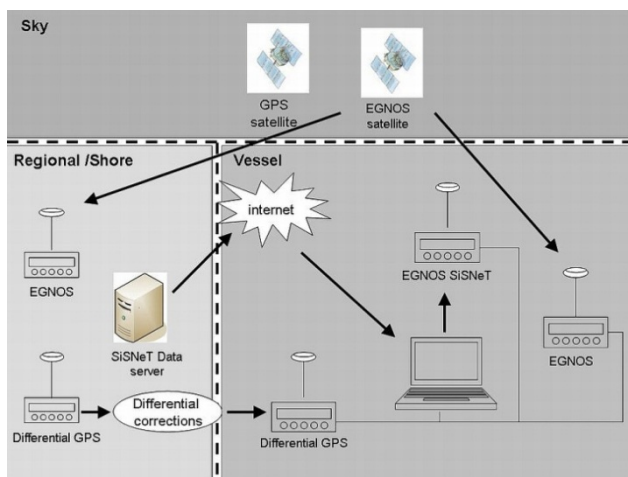 Sky
GPS
satellite
EGNOS
satellite
Regional /Shore
Vessel
internet
EGNOS
EGNOS SiSNeT
SiSNeT Data
server
EGNOS
Differential GPS
Differential
corrections
Differential GPS